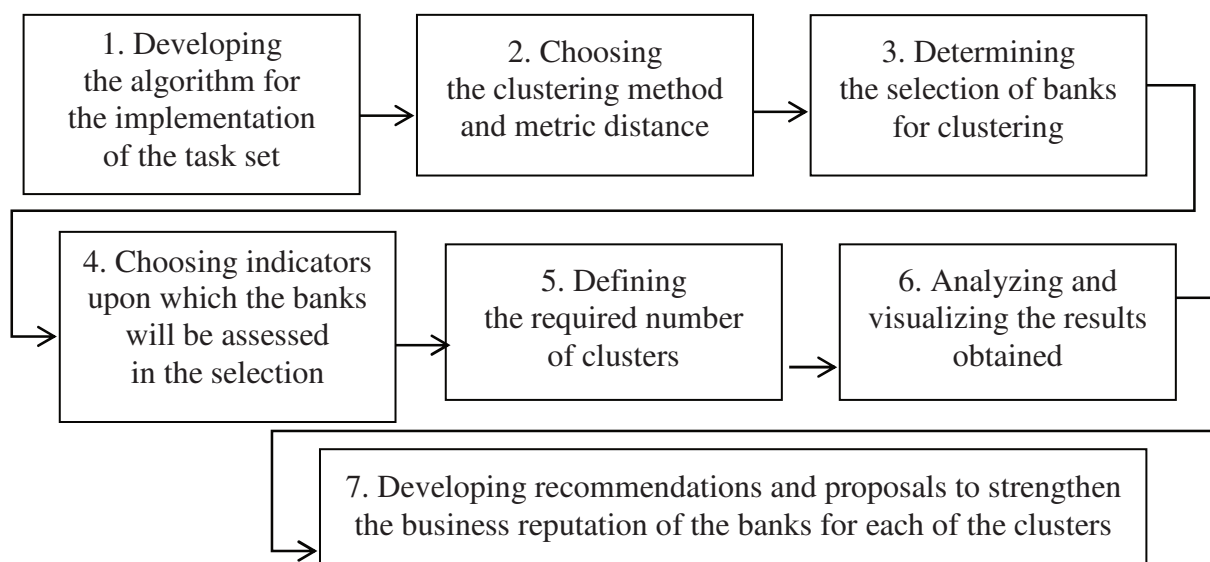 1. Developing
the algorithm for
the implementation
of the task set
2. Choosing
the clustering method
and metric distance
3. Determining
the selection of banks
for clustering
4. Choosing indicators
upon which the banks
will be assessed
in the selection
5. Defining
the required number
of clusters
6. Analyzing and
visualizing the results
obtained
7. Developing recommendations and proposals to strengthen
the business reputation of the banks for each of the clusters